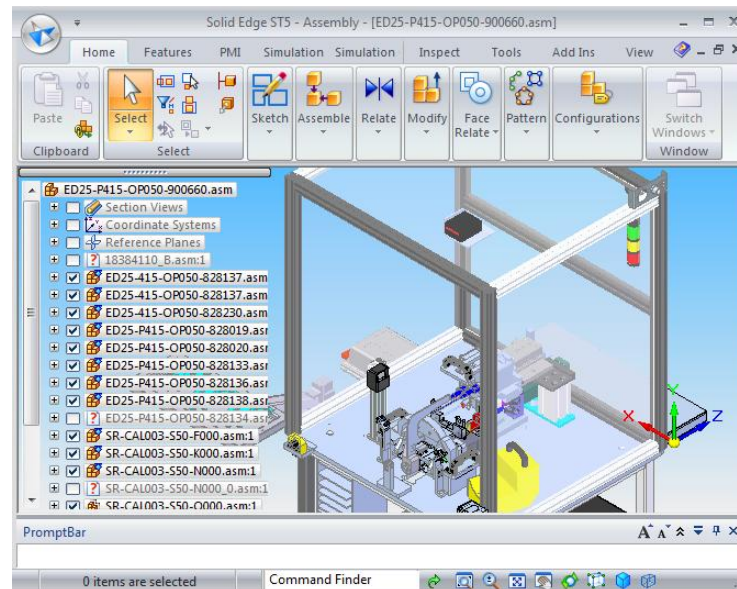 Solid Edge ST5 - Assembly - [ED25-P415-OP050-900660.asm]
Home Features PMI Simulation Simulation Inspect Tools Add Ins View
Paste Select Sketch Assemble Relate Modify Face Relate Pattern Configurations Switch Windows
Clipboard Select Window
ED25-P415-OP050-900660.asm
Section Views
Coordinate Systems
Reference Planes
18384110_B.asm:1
ED25-415-OP050-828137.asm
ED25-415-OP050-828137.asm
ED25-415-OP050-828230.asm
ED25-P415-OP050-828019.asr
ED25-P415-OP050-828020.asr
ED25-P415-OP050-828133.asr
ED25-P415-OP050-828136.asr
ED25-P415-OP050-828138.asr
ED25-P415-OP050-828134.asr
SR-CAL003-S50-F000.asm:1
SR-CAL003-S50-K000.asm:1
SR-CAL003-S50-N000.asm:1
SR-CAL003-S50-N000_0.asm:1
SR-CAL003-S50-O000.asm:1
X Y Z
PromptBar A A
0 items are selected Command Finder